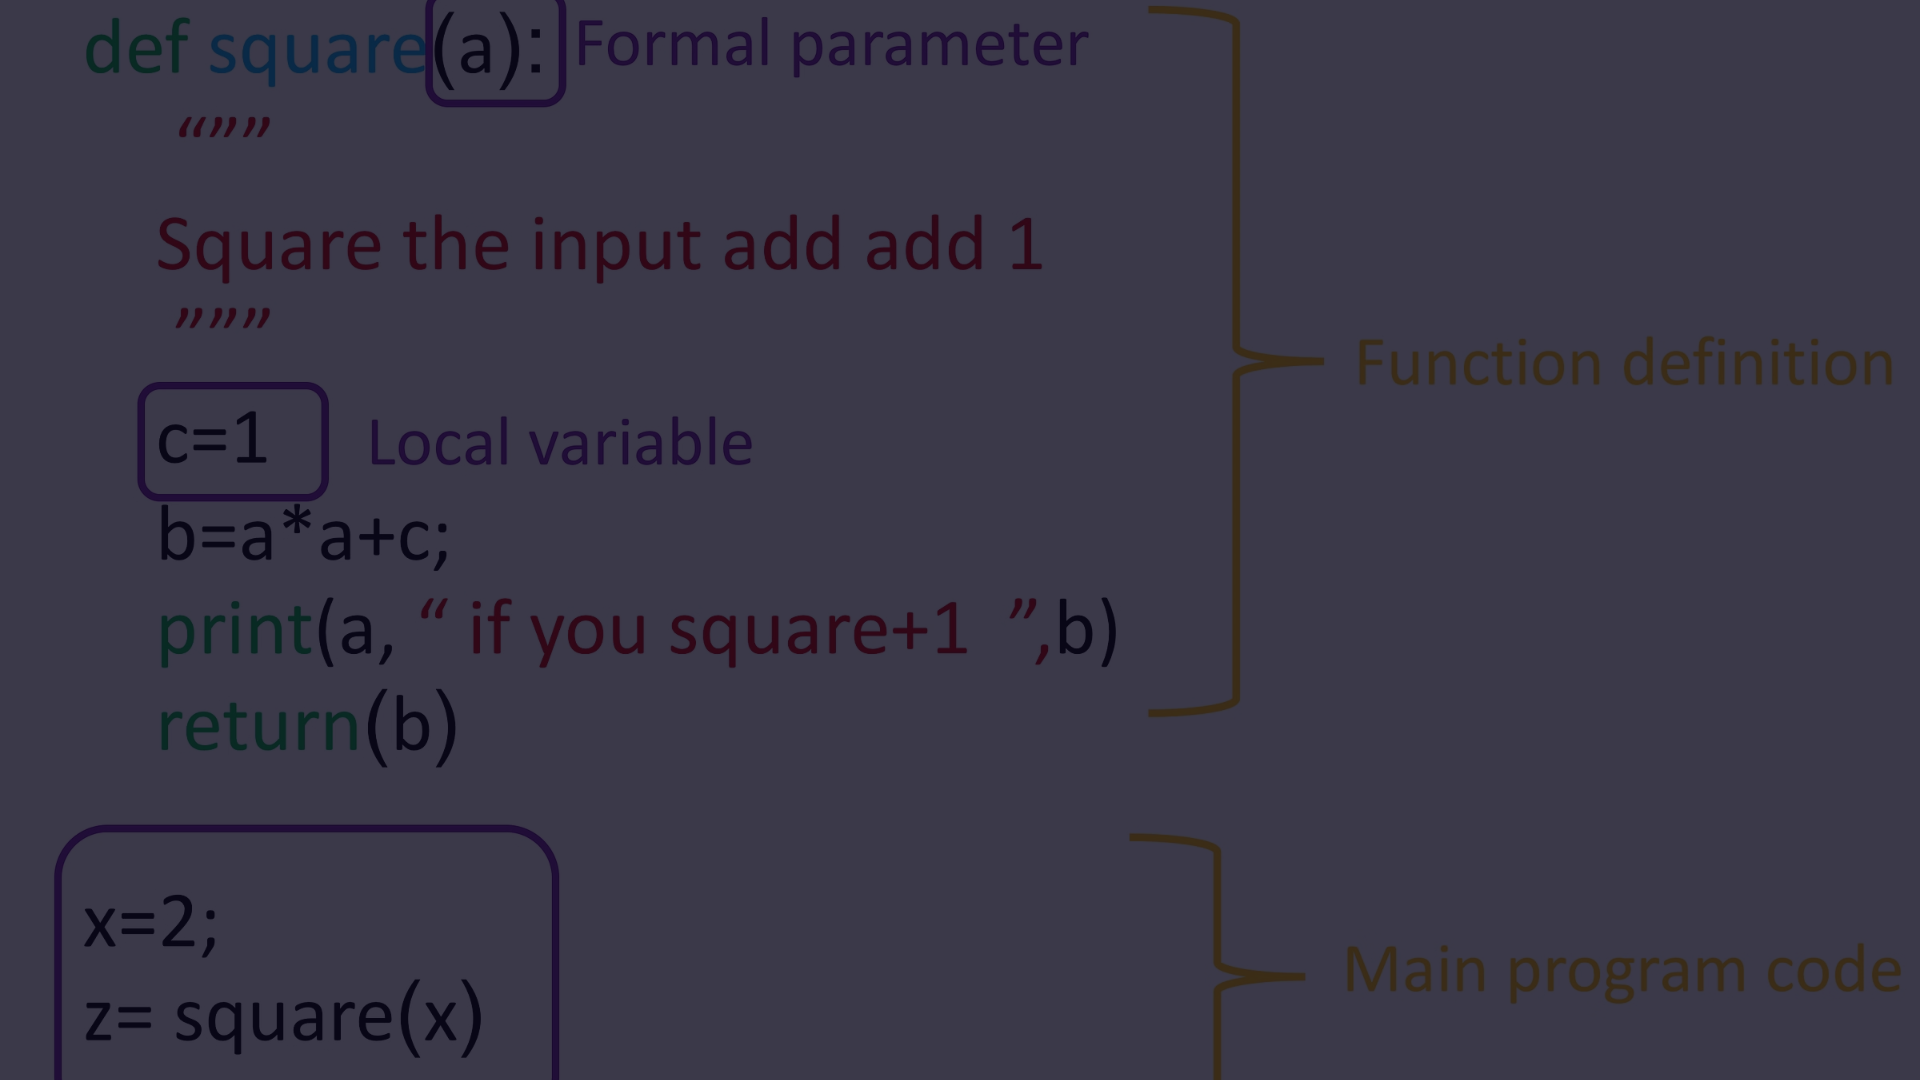 def square(a): Formal parameter
“””
Square the input add add 1
”””
Function definition
c=1 Local variable
b=a*a+c;
print(a, “ if you square+1 ”,b)
return(b)
x=2;
Main program code
z= square(x)